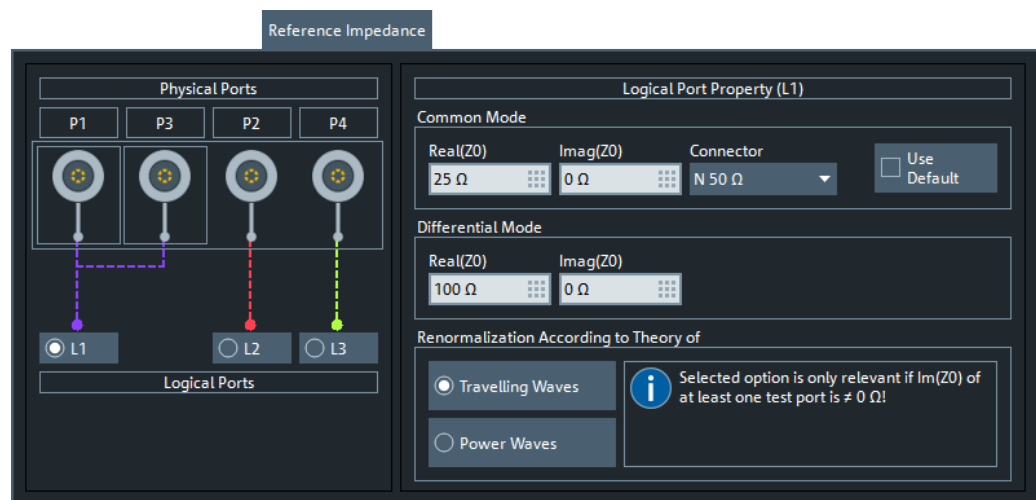 Reference Impedance
Physical Ports
P1 P3 P2 P4
L1 L2 L3
Logical Ports
Logical Port Property (L1)
Common Mode
Real(Z0) Imag(Z0) Connector
25 Ω 0 Ω N 50 Ω
Use
Default
Differential Mode
Real(Z0) Imag(Z0)
100 Ω 0 Ω
Renormalization According to Theory of
Travelling Waves
Power Waves
i
Selected option is only relevant if Im(Z0) of
at least one test port is ≠ 0 Ω!